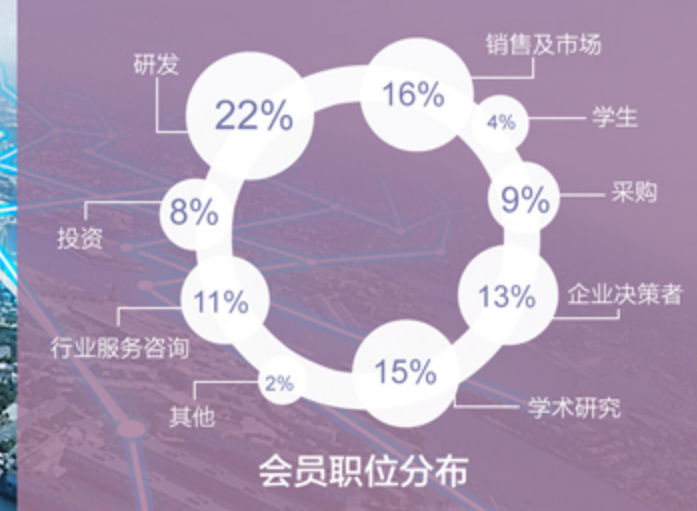 销售及市场
研发
16%
22%
4%
学生
9%
采购
8%
投资
13%
企业决策者
11%
行业服务咨询
15%
2%
其他
学术研究
会员职位分布